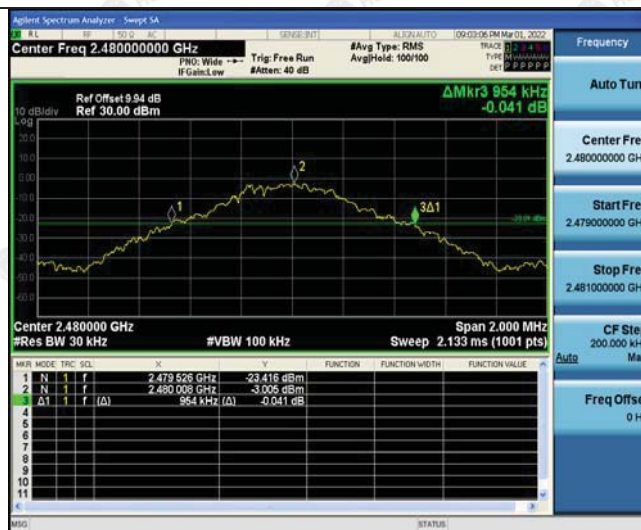 Agilent Spectrum Analyzer - Swept SA
RL RF 50 Ω AC SENSE:INT ALIGNAUTO 09:03:06 PM Mar 01, 2022
Center Freq 2.480000000 GHz #Avg Type: RMS TRACE 1 2 3 4 5 6
PNO: Wide Trig: Free Run Avg|Hold: 100/100 TYPE
IFGain:Low #Atten: 40 dB DET P P P P P P
ΔMkr3 954 kHz
-0.041 dB
Ref Offset 9.94 dB
10 dB/div Ref 30.00 dBm
Log
20.0
10.0
0.00
-10.0
-20.0
-30.0
-40.0
-50.0
-60.0
1
2
3Δ1
-23.01 dBm
Center 2.480000 GHz Span 2.000 MHz
#Res BW 30 kHz #VBW 100 kHz Sweep 2.133 ms (1001 pts)
MKR MODE TRC SCL X Y FUNCTION FUNCTION WIDTH FUNCTION VALUE
1 N 1 f 2.479 526 GHz -23.416 dBm
2 N 1 f 2.480 008 GHz -3.005 dBm
3 Δ1 1 f (Δ) 954 kHz (Δ) -0.041 dB
4
5
6
7
8
9
10
11
MSG STATUS
Frequency
Auto Tun
Center Fre
2.480000000 GH
Start Fre
2.479000000 GH
Stop Fre
2.481000000 GH
CF Ste
200.000 kH
Auto Ma
Freq Offse
0 H